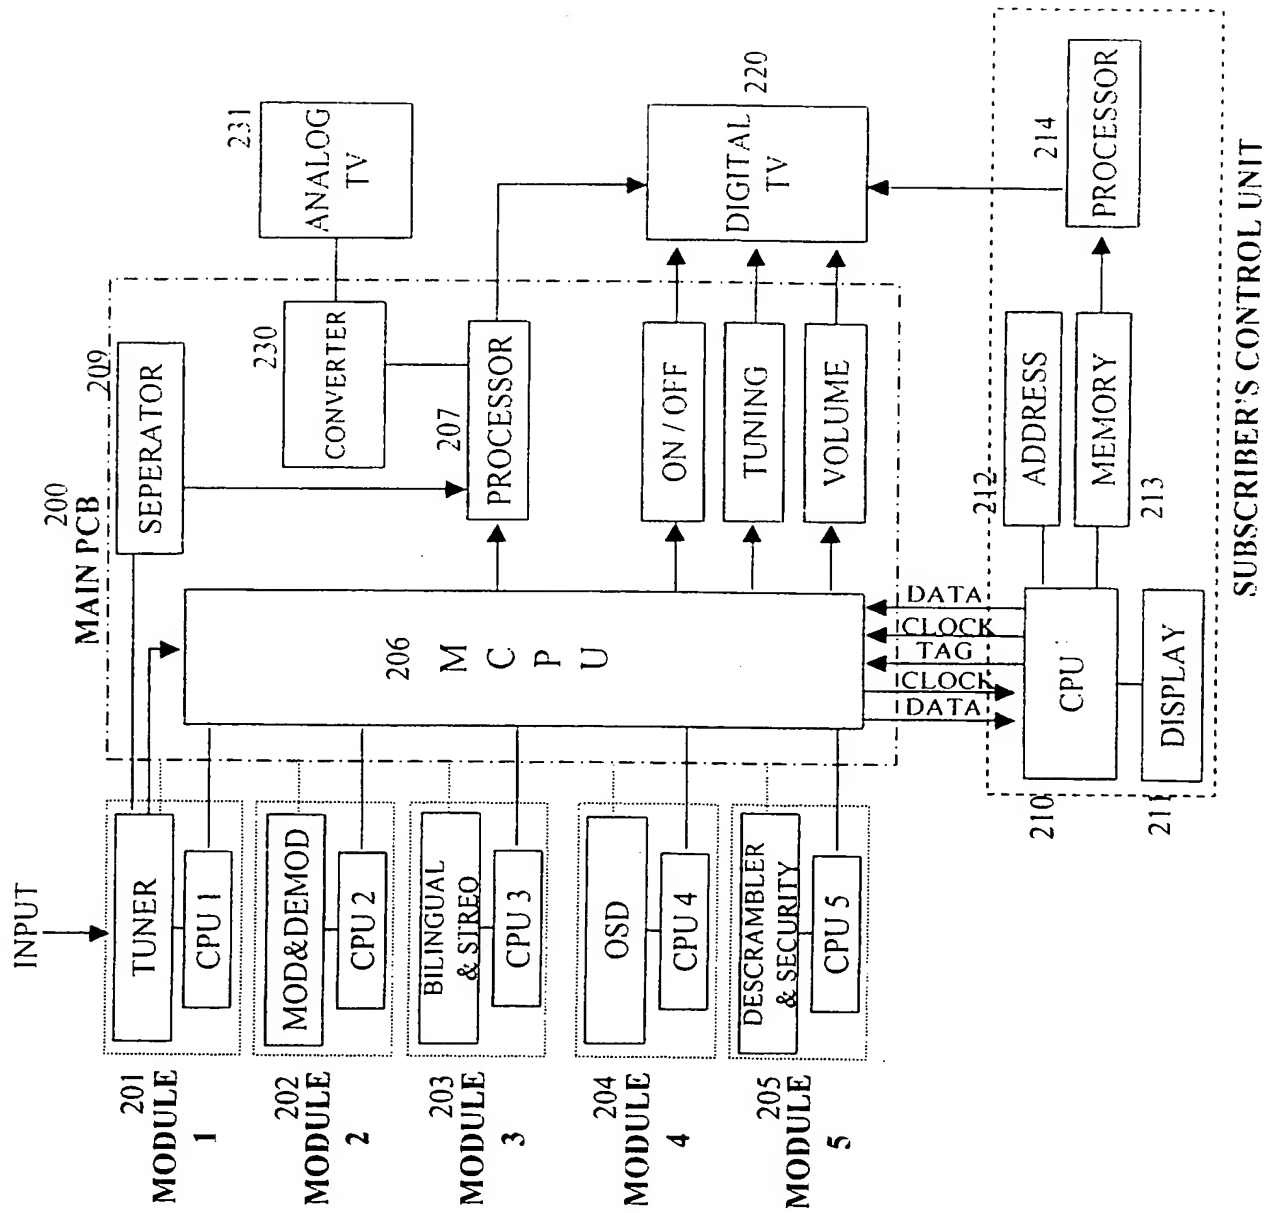 INPUT
201
MODULE
1
TUNER
CPU 1
202
MODULE
2
MOD&DEMOD
CPU 2
203
MODULE
3
BILINGUAL
& STREO
CPU 3
204
MODULE
4
OSD
CPU 4
205
MODULE
5
DESCRAMBLER
& SECURITY
CPU 5
200
MAIN PCB
209
SEPERATOR
206
M
C
P
U
230
CONVERTER
231
ANALOG
TV
207
PROCESSOR
ON / OFF
TUNING
VOLUME
220
DIGITAL
TV
DATA
CLOCK
TAG
CLOCK
DATA
210
CPU
211
DISPLAY
212
ADDRESS
MEMORY
213
214
PROCESSOR
SUBSCRIBER'S CONTROL UNIT